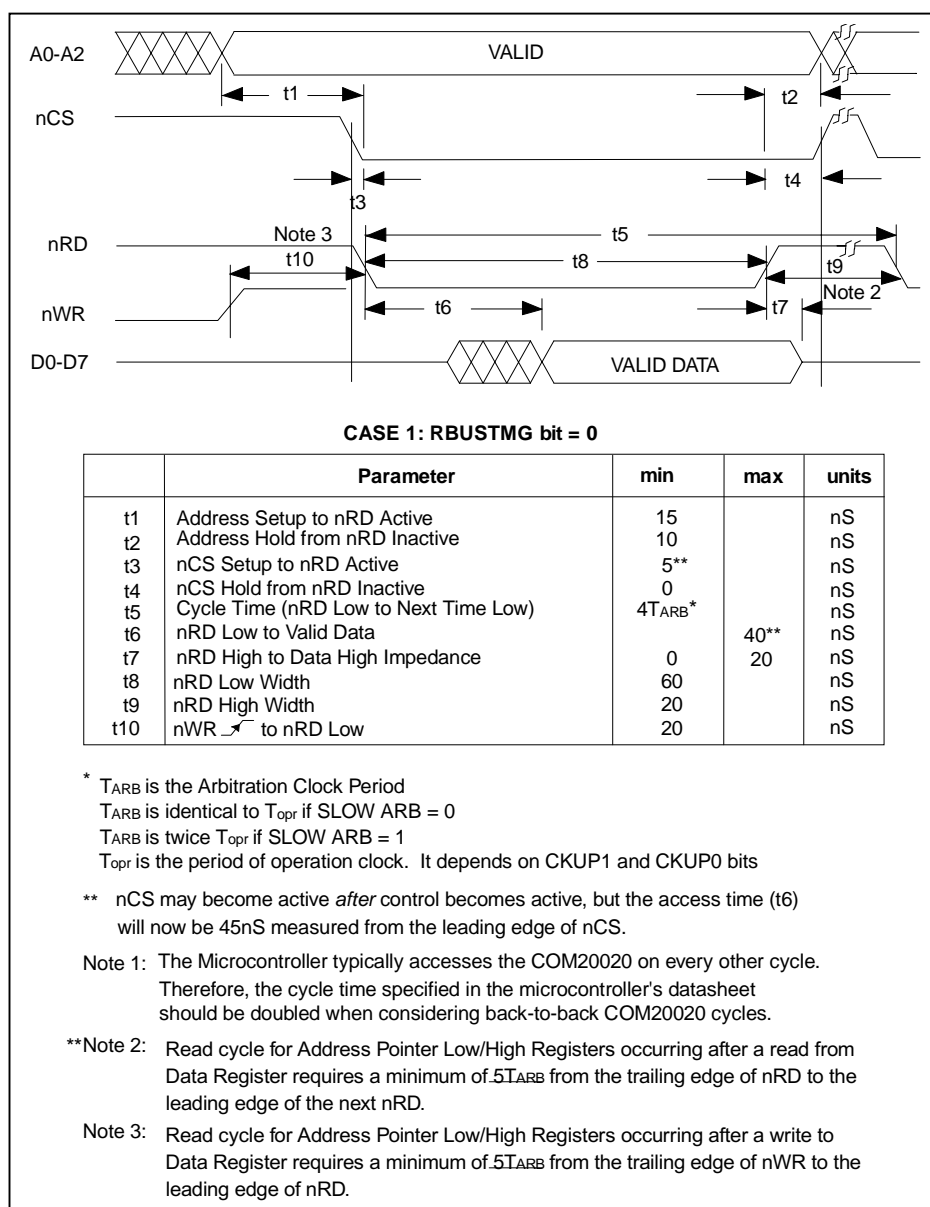 A0-A2
VALID
t1
t2
nCS
t3
t4
nRD
Note 3
t5
t10
t8
t9
Note 2
nWR
t6
t7
D0-D7
VALID DATA
CASE 1: RBUSTMG bit = 0
Parameter min max units
t1 Address Setup to nRD Active 15 nS
t2 Address Hold from nRD Inactive 10 nS
t3 nCS Setup to nRD Active 5** nS
t4 nCS Hold from nRD Inactive 0 nS
t5 Cycle Time (nRD Low to Next Time Low) 4TARB* nS
t6 nRD Low to Valid Data 40** nS
t7 nRD High to Data High Impedance 0 20 nS
t8 nRD Low Width 60 nS
t9 nRD High Width 20 nS
t10 nWR to nRD Low 20 nS
* TARB is the Arbitration Clock Period
TARB is identical to Topr if SLOW ARB = 0
TARB is twice Topr if SLOW ARB = 1
Topr is the period of operation clock. It depends on CKUP1 and CKUP0 bits
** nCS may become active after control becomes active, but the access time (t6)
will now be 45nS measured from the leading edge of nCS.
Note 1: The Microcontroller typically accesses the COM20020 on every other cycle.
Therefore, the cycle time specified in the microcontroller's datasheet
should be doubled when considering back-to-back COM20020 cycles.
**Note 2: Read cycle for Address Pointer Low/High Registers occurring after a read from
Data Register requires a minimum of 5TARB from the trailing edge of nRD to the
leading edge of the next nRD.
Note 3: Read cycle for Address Pointer Low/High Registers occurring after a write to
Data Register requires a minimum of 5TARB from the trailing edge of nWR to the
leading edge of nRD.